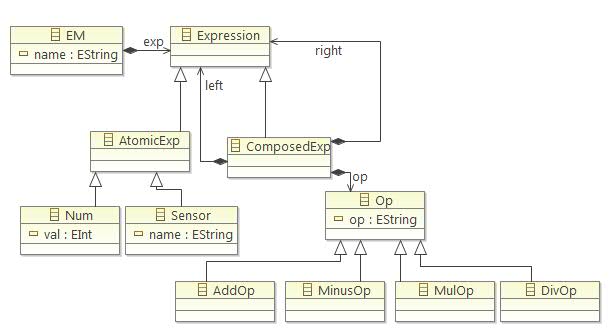 EM
name : EString
exp
Expression
right
left
AtomicExp
ComposedExp
op
Num
val : EInt
Sensor
name : EString
Op
op : EString
AddOp
MinusOp
MulOp
DivOp